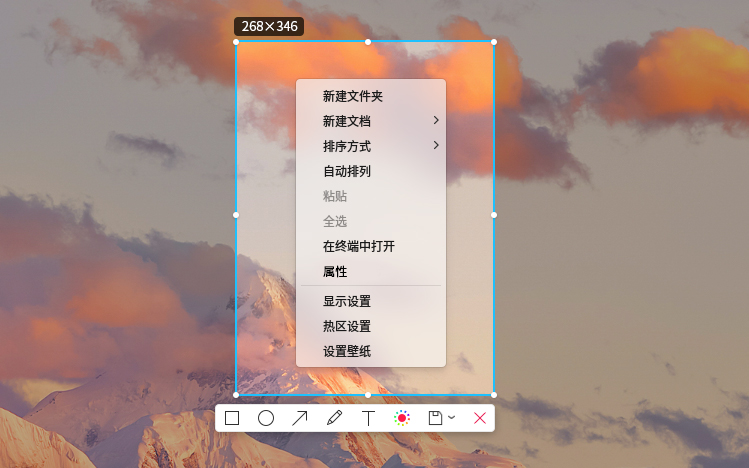 268×346
新建文件夹
新建文档
排序方式
自动排列
粘贴
全选
在终端中打开
属性
显示设置
热区设置
设置壁纸
T